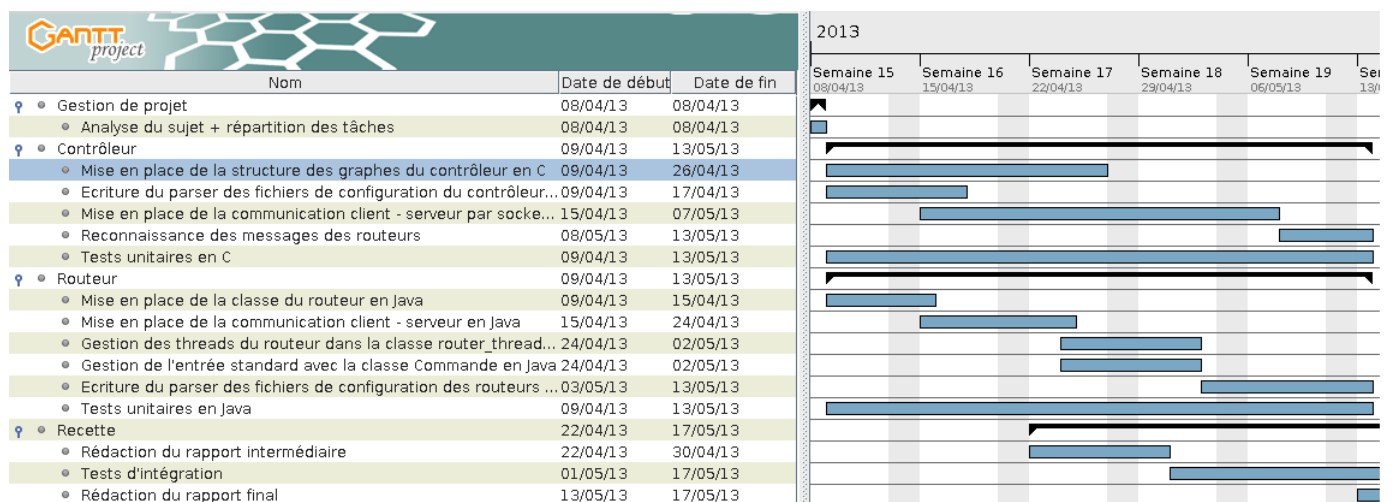 GANTT project
2013
Semaine 15 Semaine 16 Semaine 17 Semaine 18 Semaine 19 Se
08/04/13 15/04/13 22/04/13 29/04/13 06/05/13 13/0
Nom Date de début Date de fin
Gestion de projet 08/04/13 08/04/13
Analyse du sujet + répartition des tâches 08/04/13 08/04/13
Contrôleur 09/04/13 13/05/13
Mise en place de la structure des graphes du contrôleur en C 09/04/13 26/04/13
Ecriture du parser des fichiers de configuration du contrôleur... 09/04/13 17/04/13
Mise en place de la communication client - serveur par socke... 15/04/13 07/05/13
Reconnaissance des messages des routeurs 08/05/13 13/05/13
Tests unitaires en C 09/04/13 13/05/13
Routeur 09/04/13 13/05/13
Mise en place de la classe du routeur en Java 09/04/13 15/04/13
Mise en place de la communication client - serveur en Java 15/04/13 24/04/13
Gestion des threads du routeur dans la classe router_thread... 24/04/13 02/05/13
Gestion de l'entrée standard avec la classe Commande en Java 24/04/13 02/05/13
Ecriture du parser des fichiers de configuration des routeurs ... 03/05/13 13/05/13
Tests unitaires en Java 09/04/13 13/05/13
Recette 22/04/13 17/05/13
Rédaction du rapport intermédiaire 22/04/13 30/04/13
Tests d'intégration 01/05/13 17/05/13
Rédaction du rapport final 13/05/13 17/05/13